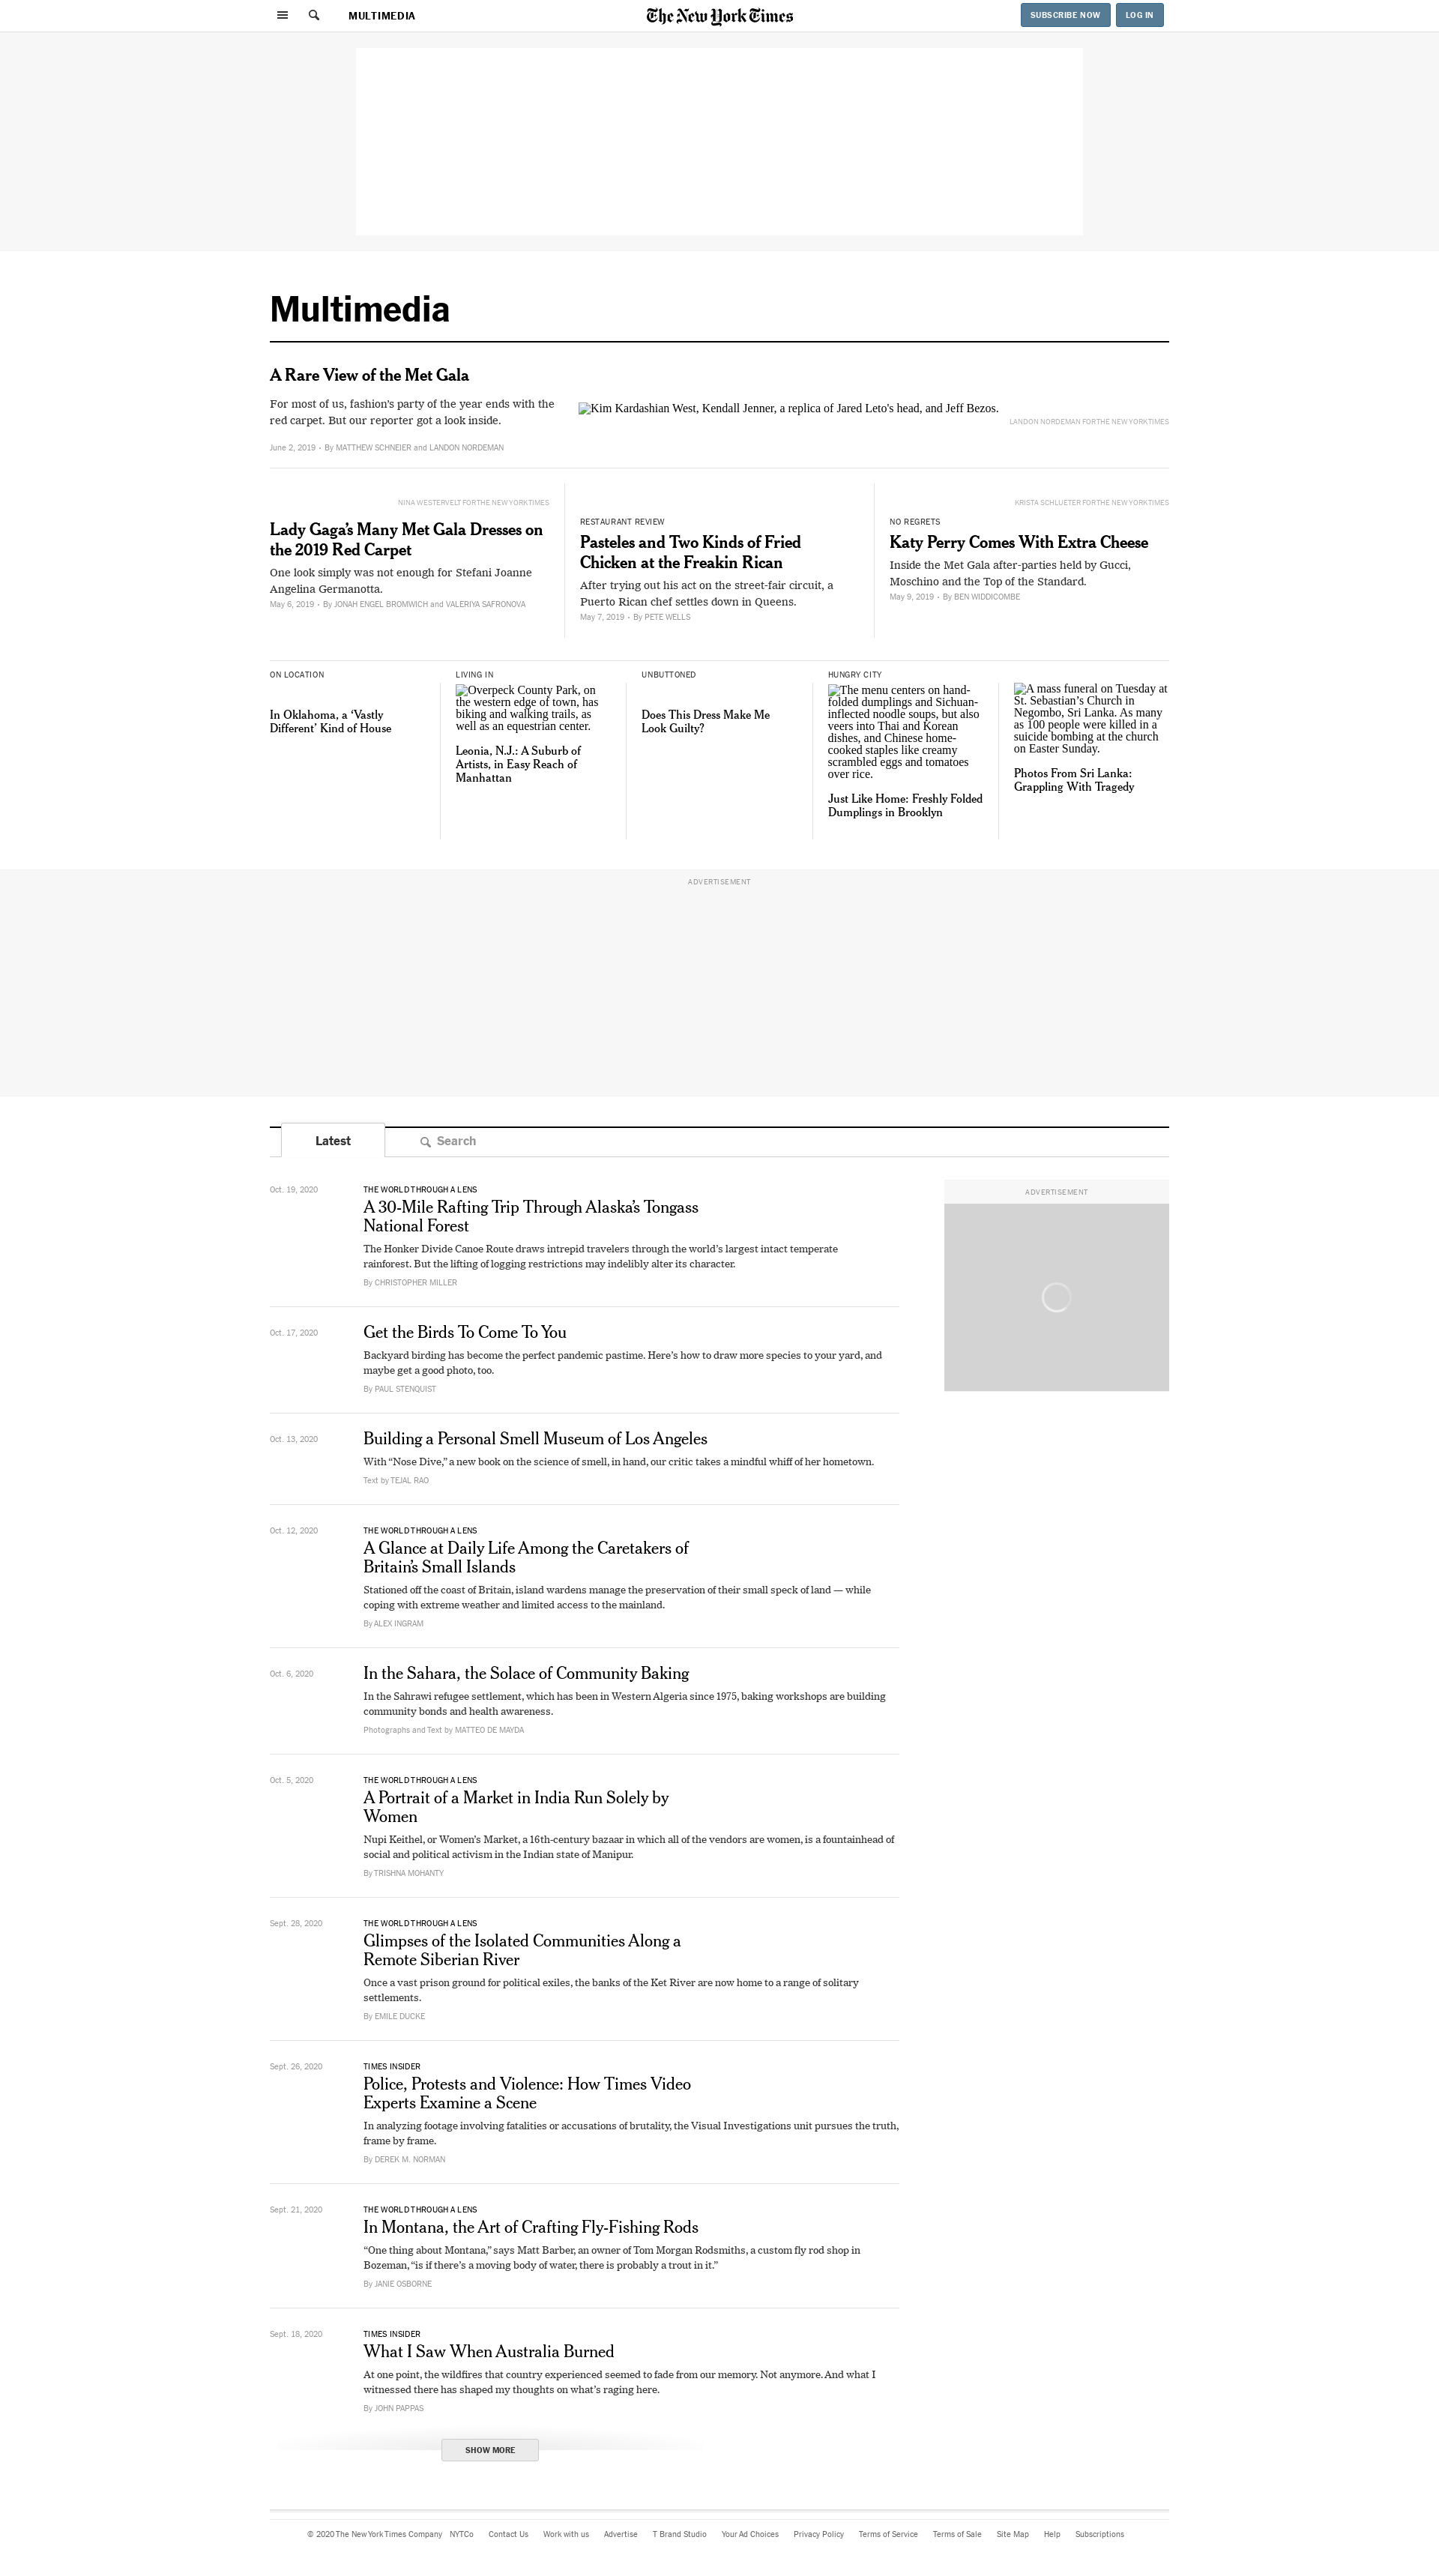 MULTIMEDIA
The New York Times
SUBSCRIBE NOW
LOG IN
Multimedia
A Rare View of the Met Gala
For most of us, fashion's party of the year ends with the
red carpet. But our reporter got a look inside.
June 2, 2019 • By MATTHEW SCHNEIER and LANDON NORDEMAN
Kim Kardashian West, Kendall Jenner, a replica of Jared Leto's head, and Jeff Bezos.
LANDON NORDEMAN FOR THE NEW YORK TIMES
NINA WESTERVELT FOR THE NEW YORK TIMES
Lady Gaga’s Many Met Gala Dresses on
the 2019 Red Carpet
One look simply was not enough for Stefani Joanne
Angelina Germanotta.
May 6, 2019 • By JONAH ENGEL BROMWICH and VALERIYA SAFRONOVA
RESTAURANT REVIEW
Pasteles and Two Kinds of Fried
Chicken at the Freakin Rican
After trying out his act on the street-fair circuit, a
Puerto Rican chef settles down in Queens.
May 7, 2019 • By PETE WELLS
KRISTA SCHLUETER FOR THE NEW YORK TIMES
NO REGRETS
Katy Perry Comes With Extra Cheese
Inside the Met Gala after-parties held by Gucci,
Moschino and the Top of the Standard.
May 9, 2019 • By BEN WIDDICOMBE
ON LOCATION
In Oklahoma, a ‘Vastly
Different’ Kind of House
LIVING IN
Overpeck County Park, on
the western edge of town, has
biking and walking trails, as
well as an equestrian center.
Leonia, N.J.: A Suburb of
Artists, in Easy Reach of
Manhattan
UNBUTTONED
Does This Dress Make Me
Look Guilty?
HUNGRY CITY
The menu centers on hand-
folded dumplings and Sichuan-
inflected noodle soups, but also
veers into Thai and Korean
dishes, and Chinese home-
cooked staples like creamy
scrambled eggs and tomatoes
over rice.
Just Like Home: Freshly Folded
Dumplings in Brooklyn
A mass funeral on Tuesday at
St. Sebastian’s Church in
Negombo, Sri Lanka. As many
as 100 people were killed in a
suicide bombing at the church
on Easter Sunday.
Photos From Sri Lanka:
Grappling With Tragedy
ADVERTISEMENT
Latest
Search
Oct. 19, 2020
THE WORLD THROUGH A LENS
A 30-Mile Rafting Trip Through Alaska’s Tongass
National Forest
The Honker Divide Canoe Route draws intrepid travelers through the world’s largest intact temperate
rainforest. But the lifting of logging restrictions may indelibly alter its character.
By CHRISTOPHER MILLER
ADVERTISEMENT
Oct. 17, 2020
Get the Birds To Come To You
Backyard birding has become the perfect pandemic pastime. Here’s how to draw more species to your yard, and
maybe get a good photo, too.
By PAUL STENQUIST
Oct. 13, 2020
Building a Personal Smell Museum of Los Angeles
With “Nose Dive,” a new book on the science of smell, in hand, our critic takes a mindful whiff of her hometown.
Text by TEJAL RAO
Oct. 12, 2020
THE WORLD THROUGH A LENS
A Glance at Daily Life Among the Caretakers of
Britain’s Small Islands
Stationed off the coast of Britain, island wardens manage the preservation of their small speck of land — while
coping with extreme weather and limited access to the mainland.
By ALEX INGRAM
Oct. 6, 2020
In the Sahara, the Solace of Community Baking
In the Sahrawi refugee settlement, which has been in Western Algeria since 1975, baking workshops are building
community bonds and health awareness.
Photographs and Text by MATTEO DE MAYDA
Oct. 5, 2020
THE WORLD THROUGH A LENS
A Portrait of a Market in India Run Solely by
Women
Nupi Keithel, or Women’s Market, a 16th-century bazaar in which all of the vendors are women, is a fountainhead of
social and political activism in the Indian state of Manipur.
By TRISHNA MOHANTY
Sept. 28, 2020
THE WORLD THROUGH A LENS
Glimpses of the Isolated Communities Along a
Remote Siberian River
Once a vast prison ground for political exiles, the banks of the Ket River are now home to a range of solitary
settlements.
By EMILE DUCKE
Sept. 26, 2020
TIMES INSIDER
Police, Protests and Violence: How Times Video
Experts Examine a Scene
In analyzing footage involving fatalities or accusations of brutality, the Visual Investigations unit pursues the truth,
frame by frame.
By DEREK M. NORMAN
Sept. 21, 2020
THE WORLD THROUGH A LENS
In Montana, the Art of Crafting Fly-Fishing Rods
“One thing about Montana,” says Matt Barber, an owner of Tom Morgan Rodsmiths, a custom fly rod shop in
Bozeman, “is if there’s a moving body of water, there is probably a trout in it.”
By JANIE OSBORNE
Sept. 18, 2020
TIMES INSIDER
What I Saw When Australia Burned
At one point, the wildfires that country experienced seemed to fade from our memory. Not anymore. And what I
witnessed there has shaped my thoughts on what’s raging here.
By JOHN PAPPAS
SHOW MORE
© 2020 The New York Times Company NYTCo Contact Us Work with us Advertise T Brand Studio Your Ad Choices Privacy Policy Terms of Service Terms of Sale Site Map Help Subscriptions